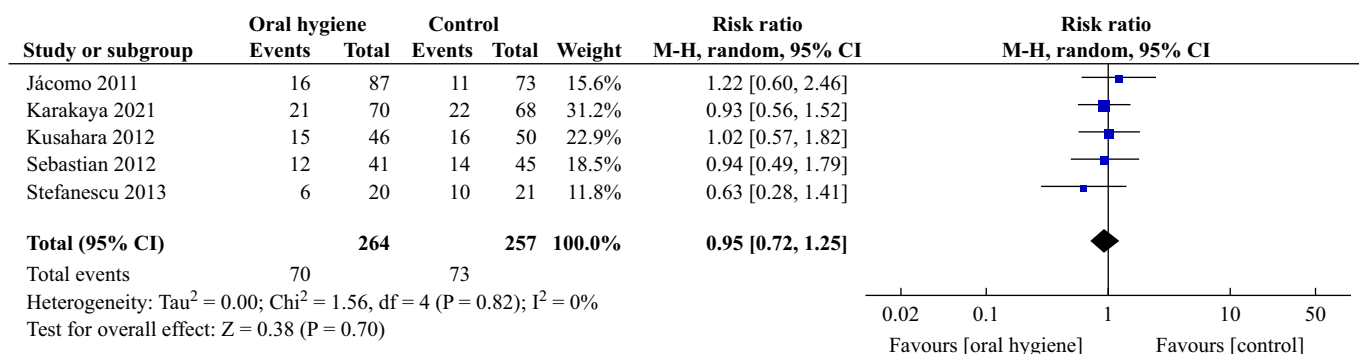 Oral hygiene Control Risk ratio Risk ratio
Study or subgroup Events Total Events Total Weight M-H, random, 95% CI M-H, random, 95% CI
Jácomo 2011 16 87 11 73 15.6% 1.22 [0.60, 2.46]
Karakaya 2021 21 70 22 68 31.2% 0.93 [0.56, 1.52]
Kusahara 2012 15 46 16 50 22.9% 1.02 [0.57, 1.82]
Sebastian 2012 12 41 14 45 18.5% 0.94 [0.49, 1.79]
Stefanescu 2013 6 20 10 21 11.8% 0.63 [0.28, 1.41]
Total (95% CI) 264 257 100.0% 0.95 [0.72, 1.25]
Total events 70 73
Heterogeneity: Tau² = 0.00; Chi² = 1.56, df = 4 (P = 0.82); I² = 0%
Test for overall effect: Z = 0.38 (P = 0.70)
0.02 0.1 1 10 50
Favours [oral hygiene] Favours [control]